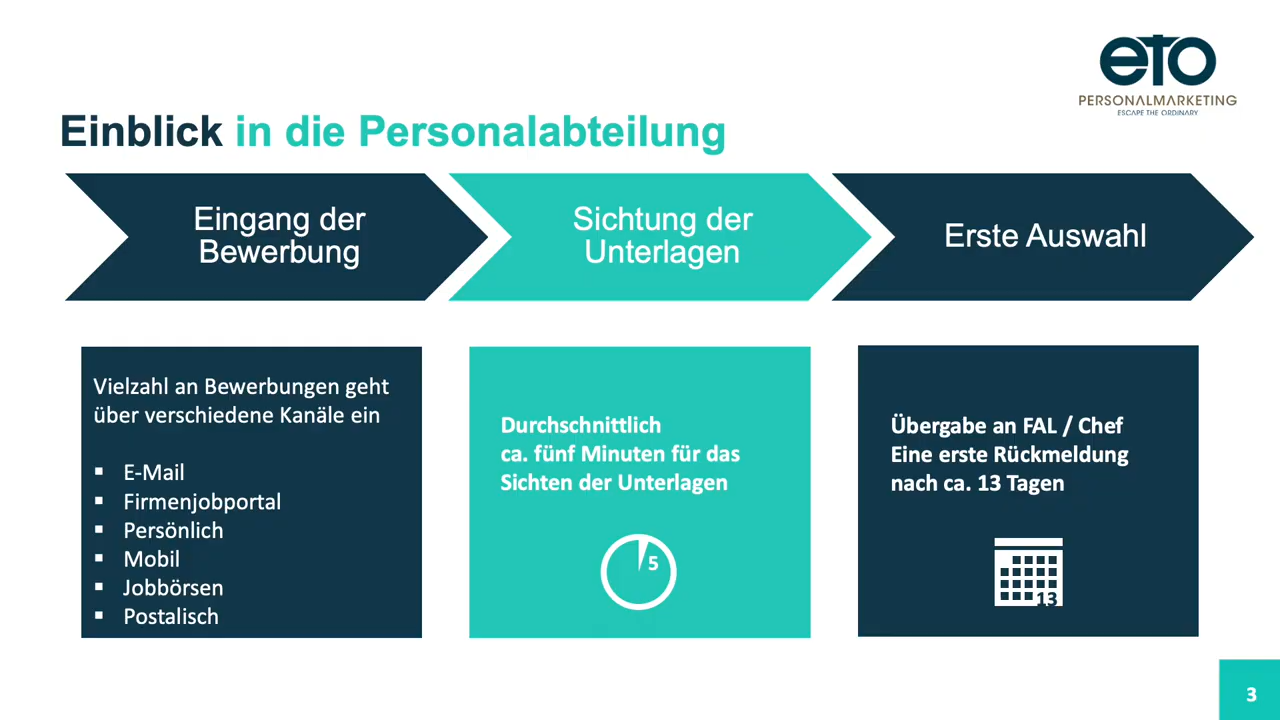 eTO
PERSONALMARKETING
ESCAPE THE ORDINARY
Einblick in die Personalabteilung
Eingang der
Bewerbung
Sichtung der
Unterlagen
Erste Auswahl
Vielzahl an Bewerbungen geht
über verschiedene Kanäle ein
▪ E-Mail
▪ Firmenjobportal
▪ Persönlich
▪ Mobil
▪ Jobbörsen
▪ Postalisch
Durchschnittlich
ca. fünf Minuten für das
Sichten der Unterlagen
5
Übergabe an FAL / Chef
Eine erste Rückmeldung
nach ca. 13 Tagen
13
3